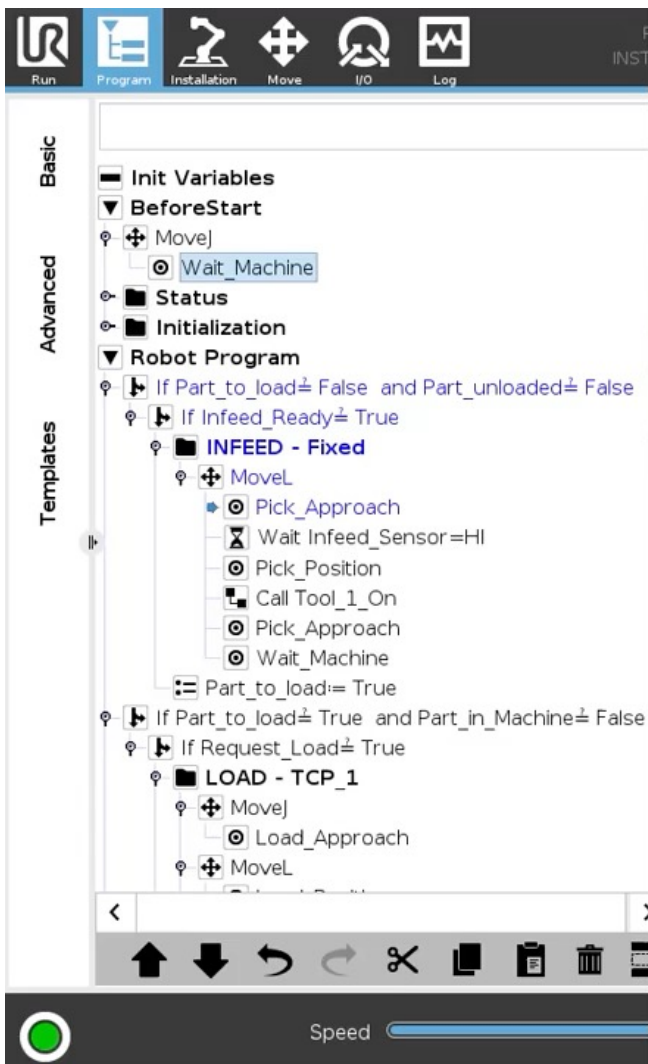 UR
Run
Program
Installation
Move
I/O
Log
INST
Basic
Advanced
Templates
Init Variables
BeforeStart
MoveJ
Wait_Machine
Status
Initialization
Robot Program
If Part_to_load≟ False and Part_unloaded≟ False
If Infeed_Ready≟ True
INFEED - Fixed
MoveL
Pick_Approach
Wait Infeed_Sensor=HI
Pick_Position
Call Tool_1_On
Pick_Approach
Wait_Machine
Part_to_load≔ True
If Part_to_load≟ True and Part_in_Machine≟ False
If Request_Load≟ True
LOAD - TCP_1
MoveJ
Load_Approach
MoveL
Speed